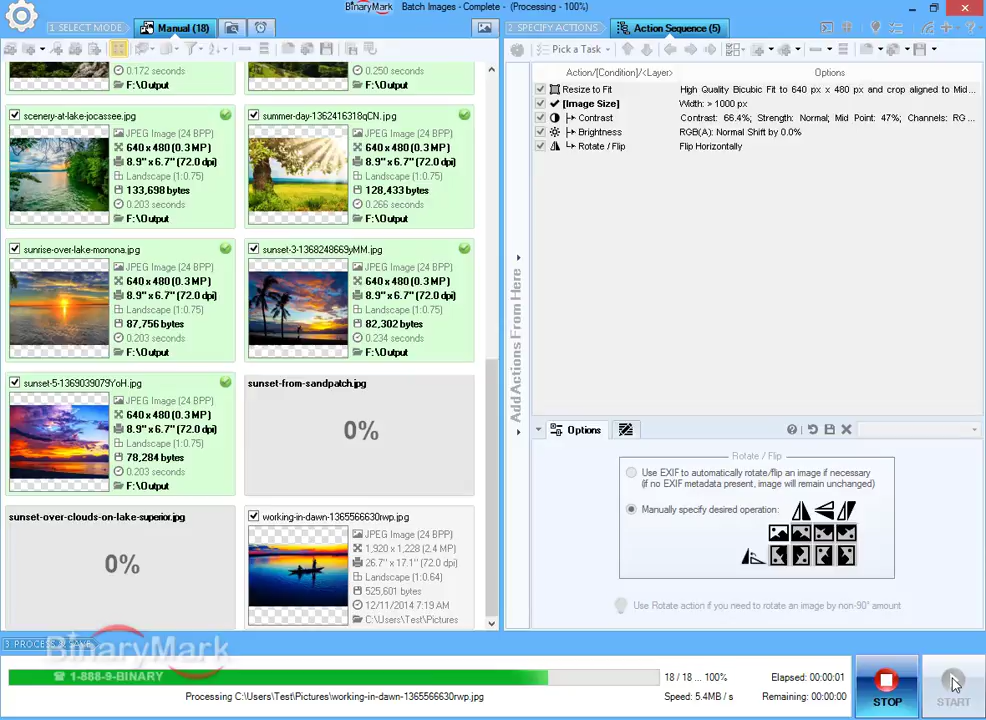 BinaryMark Batch Images - Complete - (Processing - 100%)
1 SELECT MODE
Manual (18)
2 SPECIFY ACTIONS
Action Sequence (5)
Pick a Task
Action/[Condition]/<Layer> Options
Resize to Fit High Quality Bicubic Fit to 640 px x 480 px and crop aligned to Mid...
[Image Size] Width: > 1000 px
Contrast Contrast: 66.4%; Strength: Normal; Mid Point: 47%; Channels: RG ...
Brightness RGB(A): Normal Shift by 0.0%
Rotate / Flip Flip Horizontally
0.172 seconds
F:\Output
0.250 seconds
F:\Output
scenery-at-lake-jocassee.jpg
JPEG Image (24 BPP)
640 x 480 (0.3 MP)
8.9" x 6.7" (72.0 dpi)
Landscape (1:0.75)
133,698 bytes
0.203 seconds
F:\Output
summer-day-1362416318qCN.jpg
JPEG Image (24 BPP)
640 x 480 (0.3 MP)
8.9" x 6.7" (72.0 dpi)
Landscape (1:0.75)
128,433 bytes
0.266 seconds
F:\Output
sunrise-over-lake-monona.jpg
JPEG Image (24 BPP)
640 x 480 (0.3 MP)
8.9" x 6.7" (72.0 dpi)
Landscape (1:0.75)
87,756 bytes
0.203 seconds
F:\Output
sunset-3-1368248669yMM.jpg
JPEG Image (24 BPP)
640 x 480 (0.3 MP)
8.9" x 6.7" (72.0 dpi)
Landscape (1:0.75)
82,302 bytes
0.234 seconds
F:\Output
sunset-5-1369039079YoH.jpg
JPEG Image (24 BPP)
640 x 480 (0.3 MP)
8.9" x 6.7" (72.0 dpi)
Landscape (1:0.75)
78,284 bytes
0.203 seconds
F:\Output
sunset-from-sandpatch.jpg
0%
sunset-over-clouds-on-lake-superior.jpg
0%
working-in-dawn-1365566630rwp.jpg
JPEG Image (24 BPP)
1,920 x 1,228 (2.4 MP)
26.7" x 17.1" (72.0 dpi)
Landscape (1:0.64)
525,601 bytes
12/11/2014 7:19 AM
C:\Users\Test\Pictures
Add Actions From Here
Options
Rotate / Flip
Use EXIF to automatically rotate/flip an image if necessary
(if no EXIF metadata present, image will remain unchanged)
Manually specify desired operation:
Use Rotate action if you need to rotate an image by non-90° amount
3 PROCESS & SAVE
BinaryMark
1-888-9-BINARY
18 / 18 ... 100% Elapsed: 00:00:01
Processing C:\Users\Test\Pictures\working-in-dawn-1365566630rwp.jpg Speed: 5.4MB / s Remaining: 00:00:00
STOP
START